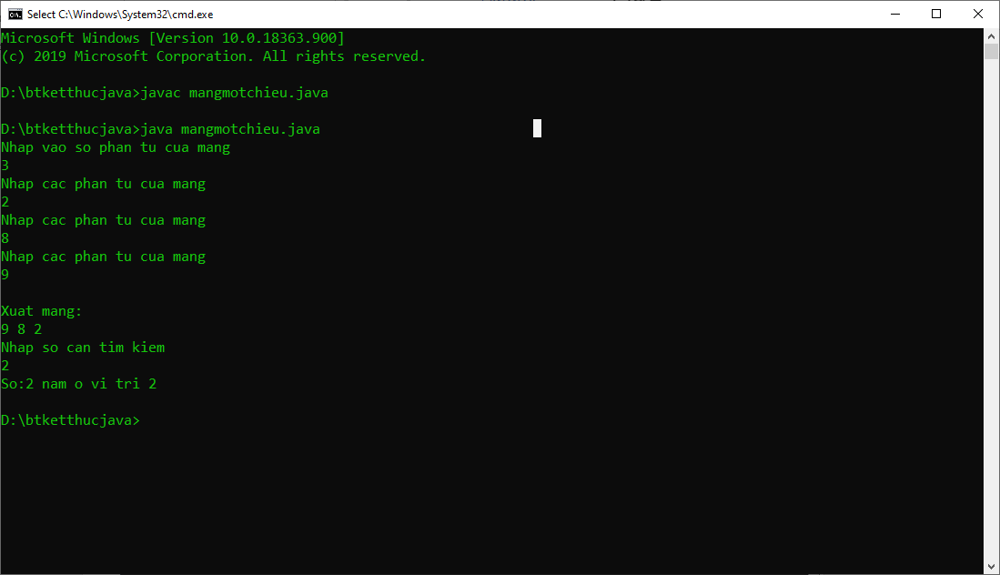 Select C:\Windows\System32\cmd.exe
Microsoft Windows [Version 10.0.18363.900]
(c) 2019 Microsoft Corporation. All rights reserved.
D:\btketthucjava>javac mangmotchieu.java
D:\btketthucjava>java mangmotchieu.java
Nhap vao so phan tu cua mang
3
Nhap cac phan tu cua mang
2
Nhap cac phan tu cua mang
8
Nhap cac phan tu cua mang
9
Xuat mang:
9 8 2
Nhap so can tim kiem
2
So:2 nam o vi tri 2
D:\btketthucjava>